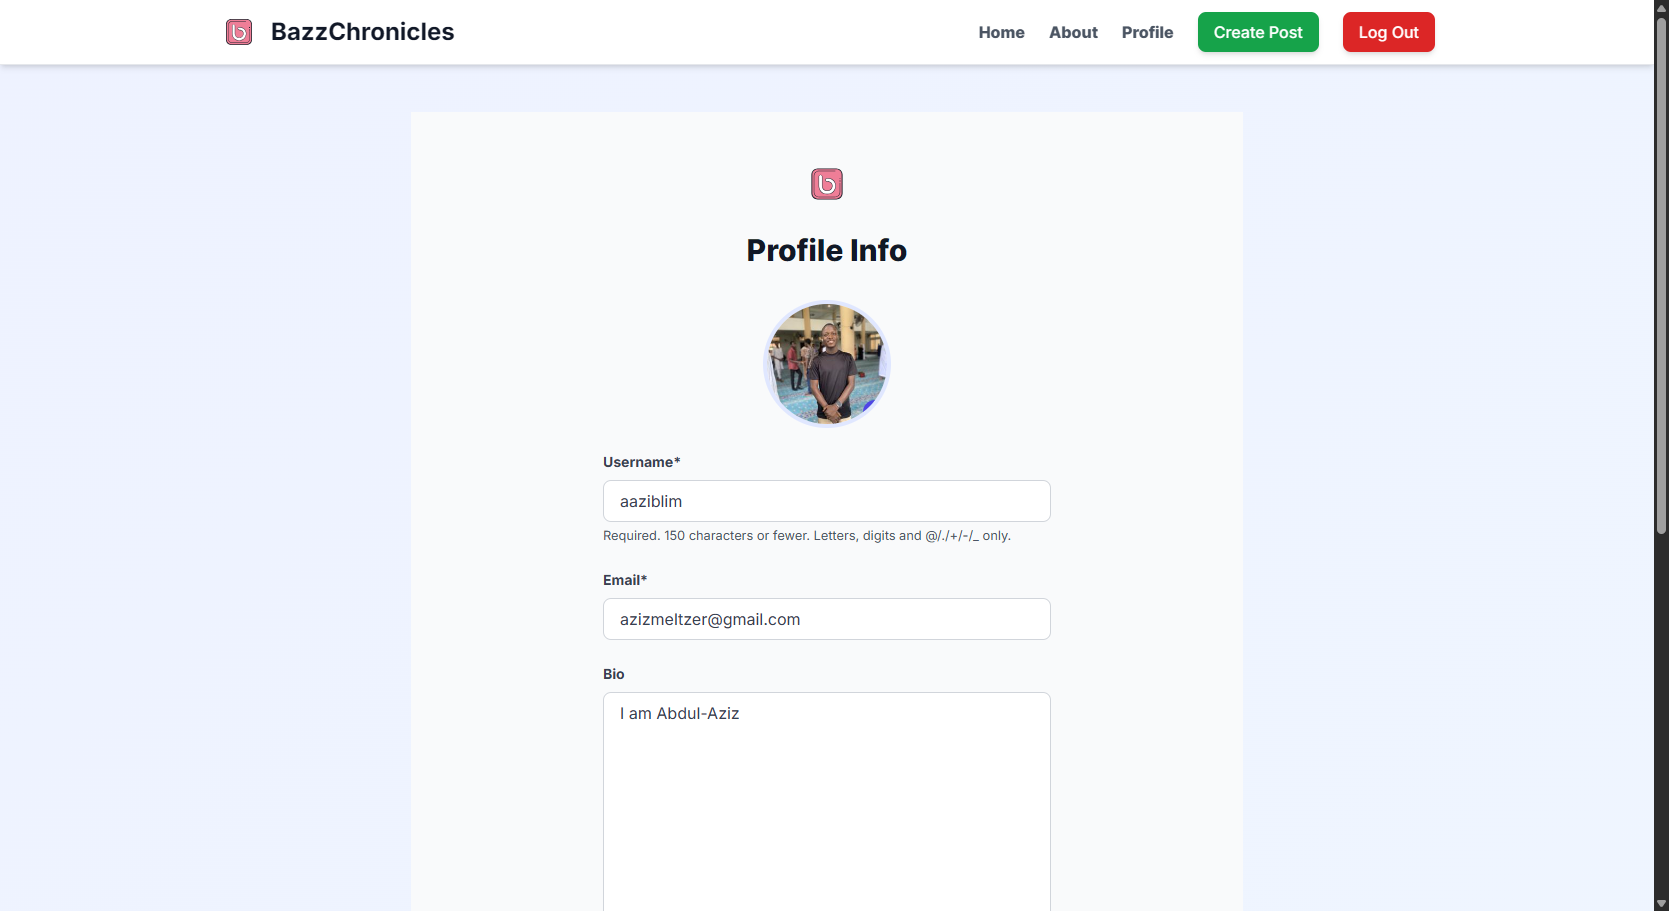 BazzChronicles
Home About Profile Create Post Log Out
Profile Info
Username*
aaziblim
Required. 150 characters or fewer. Letters, digits and @/./+/-/_ only.
Email*
azizmeltzer@gmail.com
Bio
I am Abdul-Aziz